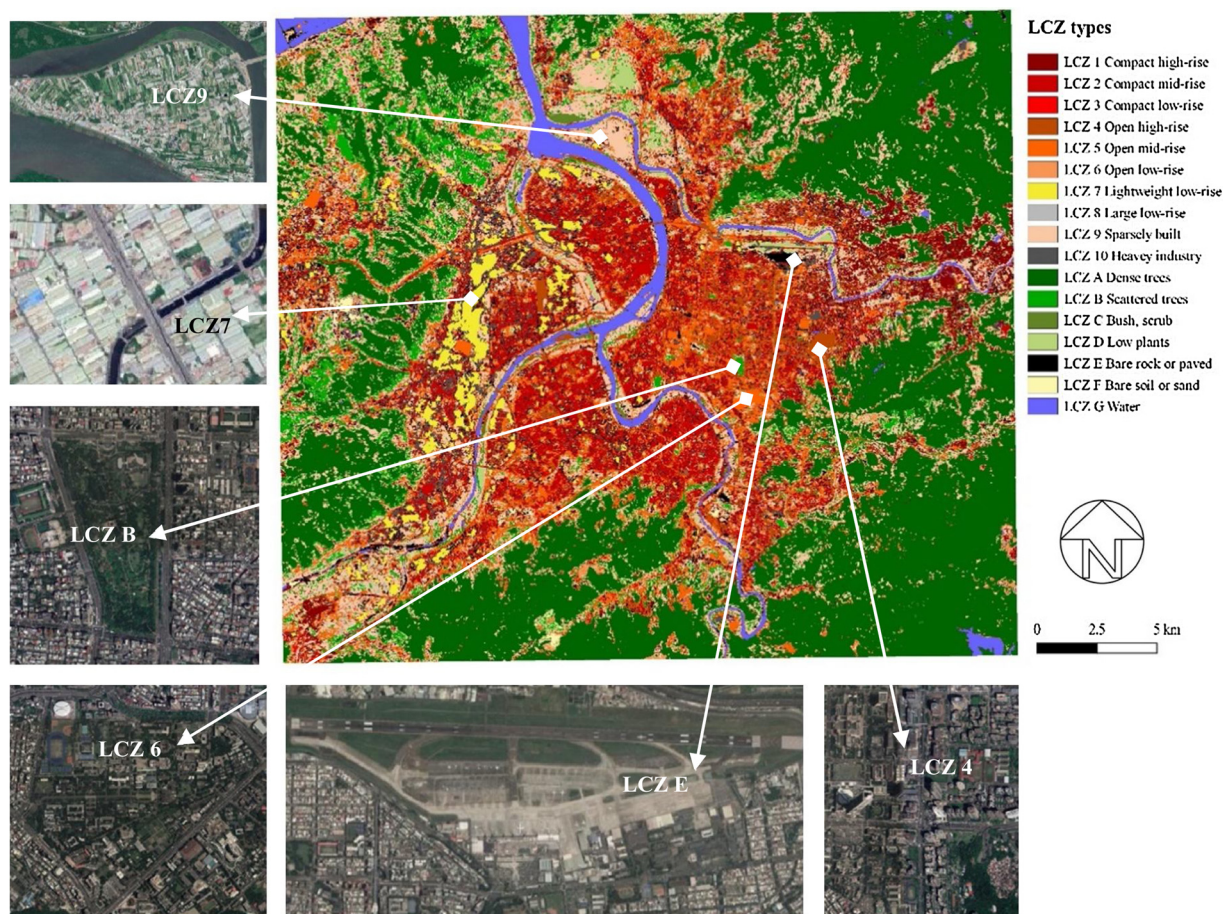 LCZ types
LCZ 1 Compact high-rise
LCZ 2 Compact mid-rise
LCZ 3 Compact low-rise
LCZ 4 Open high-rise
LCZ 5 Open mid-rise
LCZ 6 Open low-rise
LCZ 7 Lightweight low-rise
LCZ 8 Large low-rise
LCZ 9 Sparsely built
LCZ 10 Heavey industry
LCZ A Dense trees
LCZ B Scattered trees
LCZ C Bush, scrub
LCZ D Low plants
LCZ E Bare rock or paved
LCZ F Bare soil or sand
LCZ G Water
N
0 2.5 5 km
LCZ9
LCZ7
LCZ B
LCZ 6
LCZ E
LCZ 4